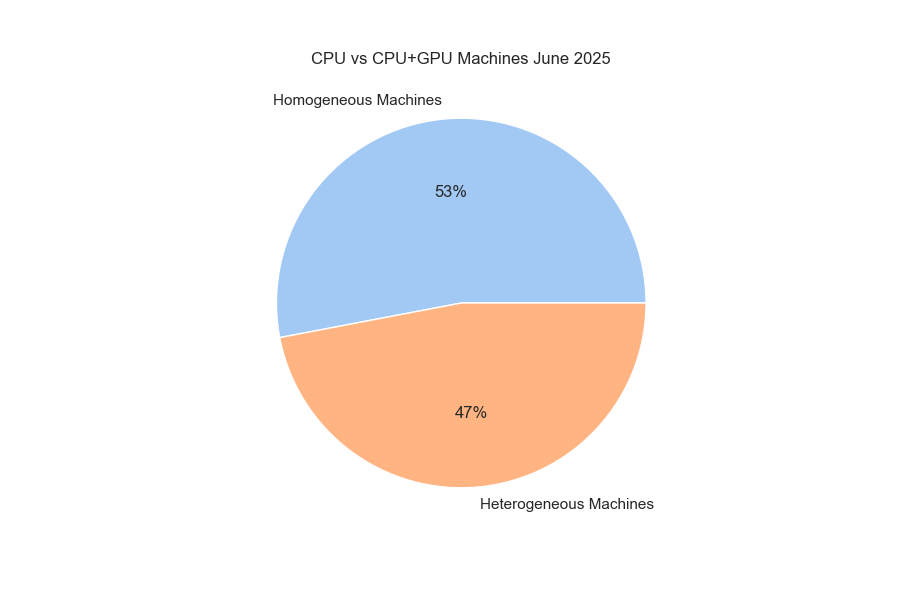 CPU vs CPU+GPU Machines June 2025
Homogeneous Machines
53%
47%
Heterogeneous Machines